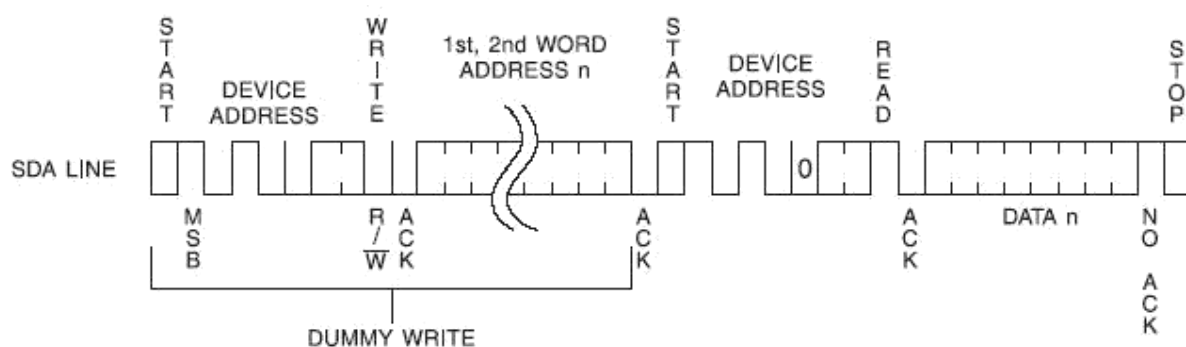 START
WRITE
1st, 2nd WORD
ADDRESS n
START
DEVICE
ADDRESS
READ
STOP
DEVICE
ADDRESS
SDA LINE
0
MSB
R/W
ACK
ACK
ACK
DATA n
NO ACK
DUMMY WRITE